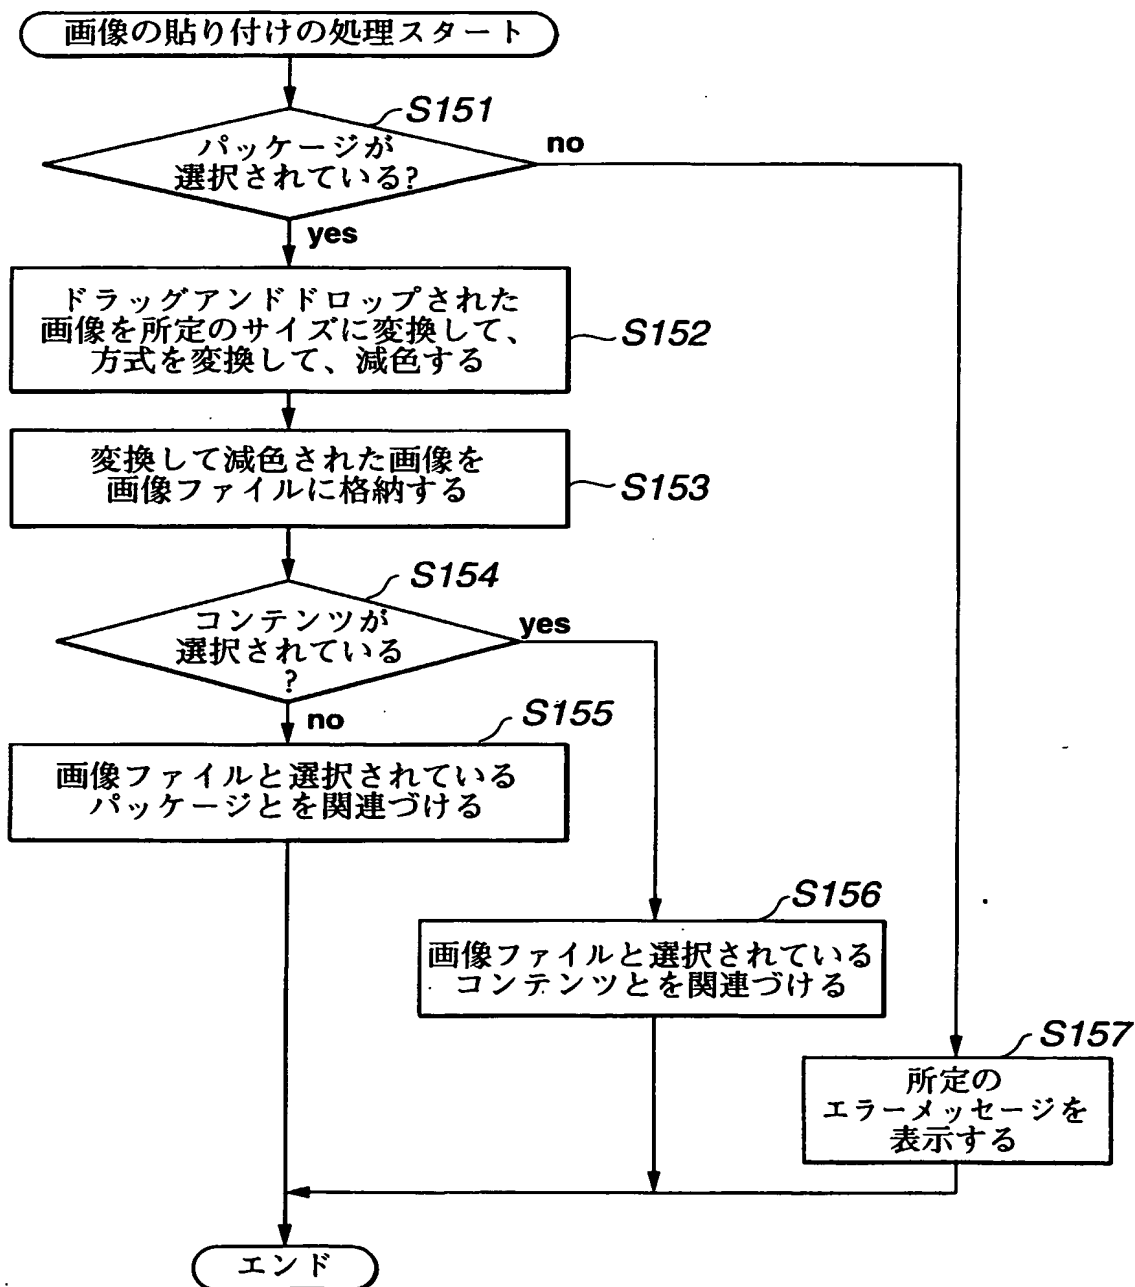 画像の貼り付けの処理スタート
S151
パッケージが
選択されている?
no
yes
ドラッグアンドドロップされた
画像を所定のサイズに変換して、
方式を変換して、減色する
S152
変換して減色された画像を
画像ファイルに格納する
S153
S154
コンテンツが
選択されている
?
yes
no
S155
画像ファイルと選択されている
パッケージとを関連づける
S156
画像ファイルと選択されている
コンテンツとを関連づける
S157
所定の
エラーメッセージを
表示する
エンド